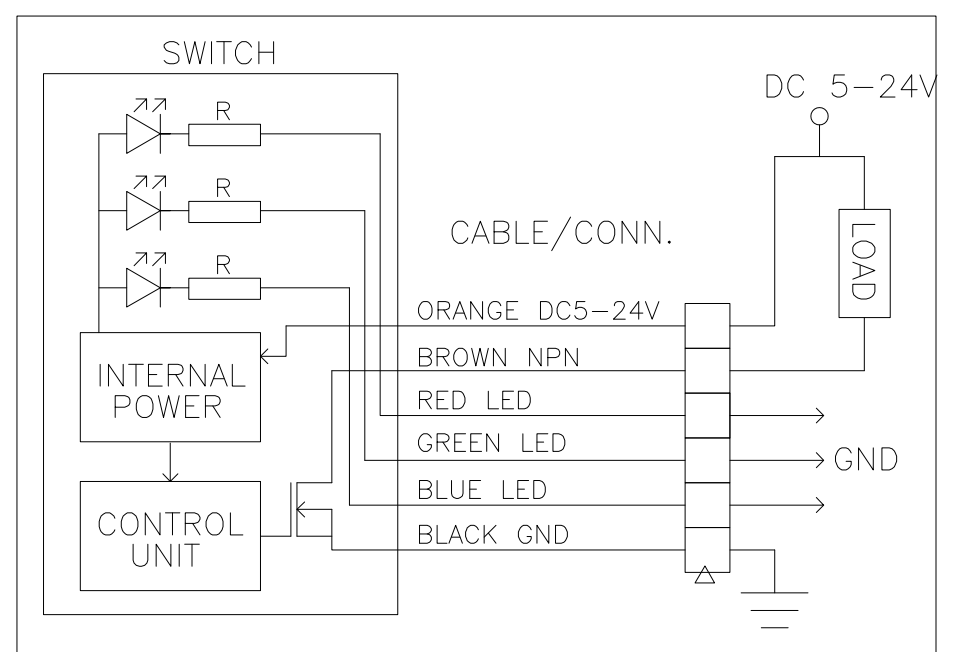 SWITCH
DC 5-24V
R
R
R
CABLE/CONN.
LOAD
ORANGE DC5-24V
BROWN NPN
RED LED
GREEN LED
BLUE LED
BLACK GND
GND
INTERNAL
POWER
CONTROL
UNIT